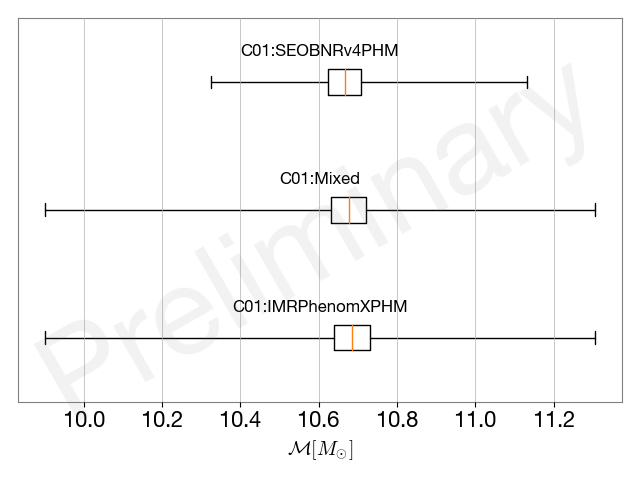 C01:SEOBNRv4PHM
C01:Mixed
C01:IMRPhenomXPHM
Preliminary
10.0 10.2 10.4 10.6 10.8 11.0 11.2
ℳ[M⊙]